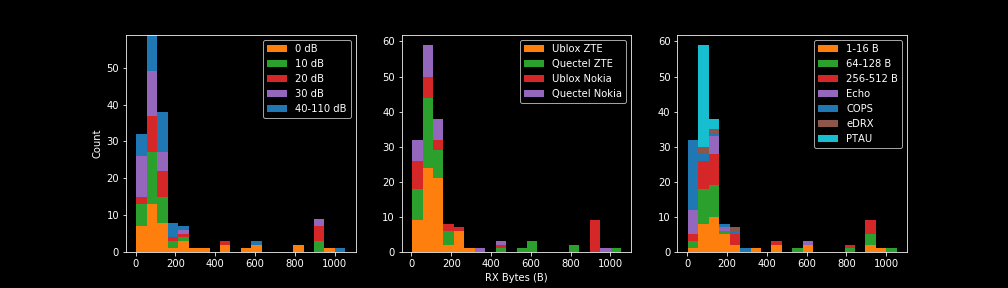 Count
50
40
30
20
10
0
0 200 400 600 800 1000
0 dB
10 dB
20 dB
30 dB
40-110 dB
60
50
40
30
20
10
0
0 200 400 600 800 1000
RX Bytes (B)
Ublox ZTE
Quectel ZTE
Ublox Nokia
Quectel Nokia
60
50
40
30
20
10
0
0 200 400 600 800 1000
1-16 B
64-128 B
256-512 B
Echo
COPS
eDRX
PTAU